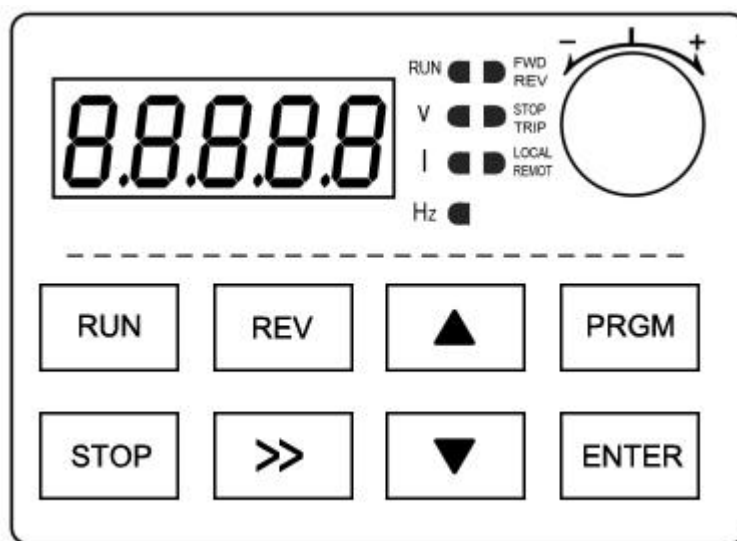 − +
8.8.8.8.8
RUN FWD
REV
V STOP
TRIP
I LOCAL
REMOT
Hz
RUN REV ▲ PRGM
STOP >> ▼ ENTER